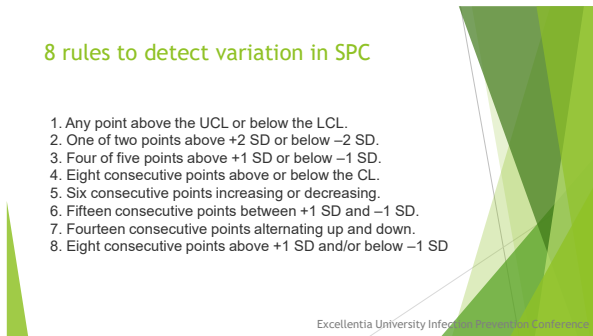 8 rules to detect variation in SPC
1. Any point above the UCL or below the LCL.
2. One of two points above +2 SD or below –2 SD.
3. Four of five points above +1 SD or below –1 SD.
4. Eight consecutive points above or below the CL.
5. Six consecutive points increasing or decreasing.
6. Fifteen consecutive points between +1 SD and –1 SD.
7. Fourteen consecutive points alternating up and down.
8. Eight consecutive points above +1 SD and/or below –1 SD
Excellentia University Infection Prevention Conference